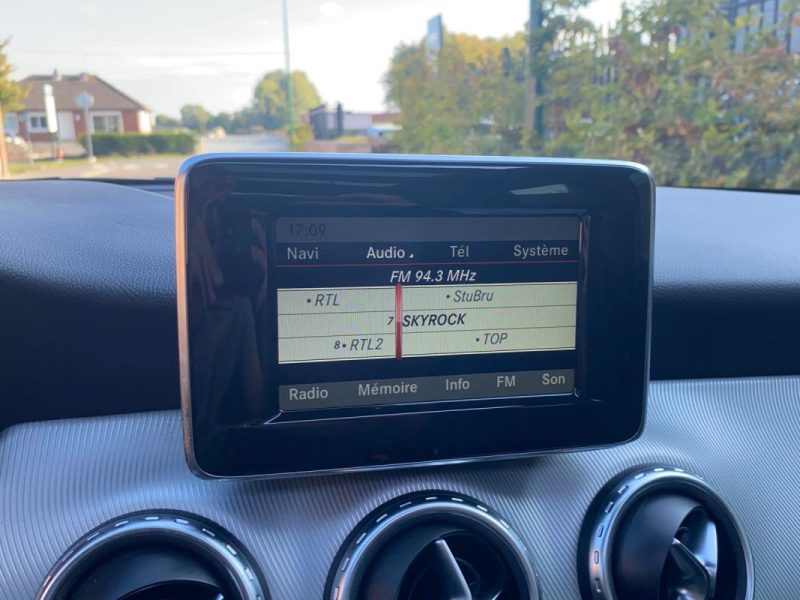 17:09
Navi Audio Tél Système
FM 94.3 MHz
• RTL • StuBru
7 SKYROCK
8 • RTL2 • TOP
Radio Mémoire Info FM Son